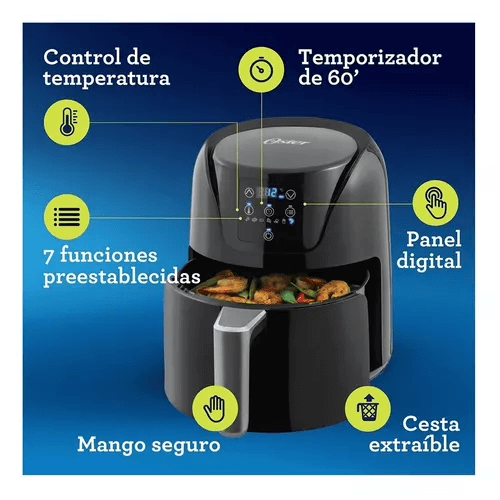 Control de
temperatura
Temporizador
de 60’
Oster
7 funciones
preestablecidas
Panel
digital
Mango seguro
Cesta
extraíble